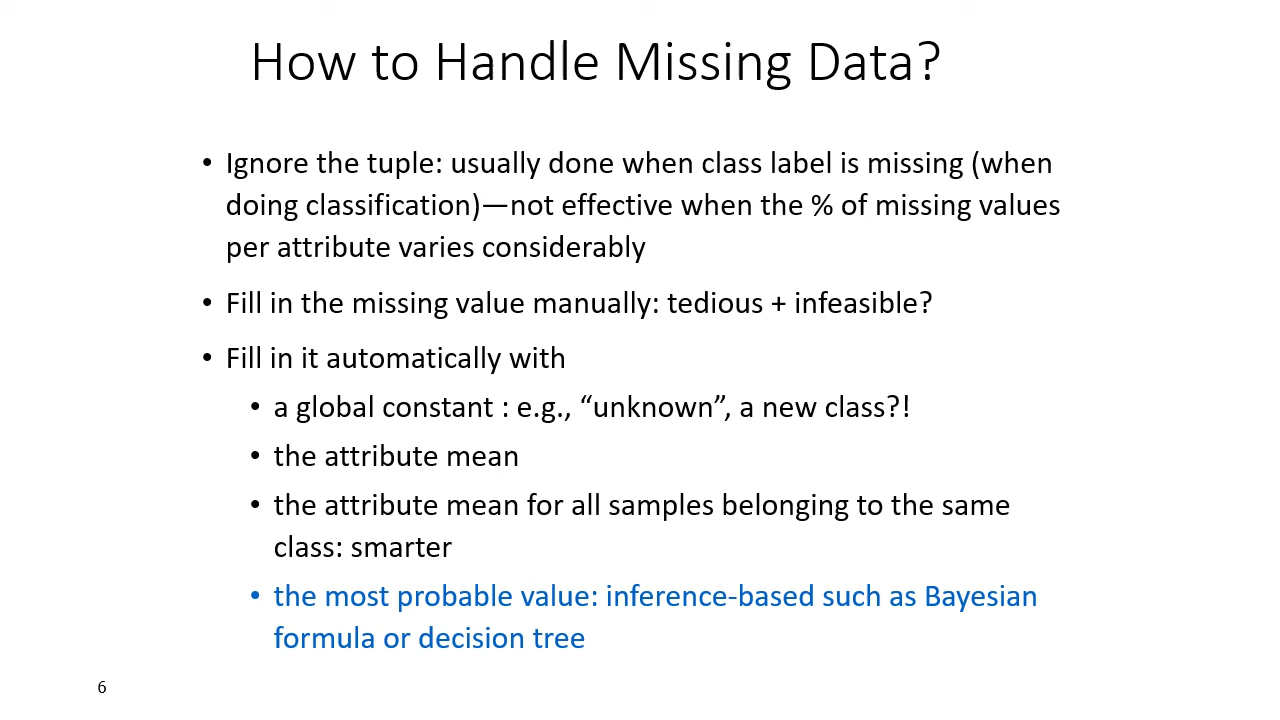 How to Handle Missing Data?
• Ignore the tuple: usually done when class label is missing (when
doing classification)—not effective when the % of missing values
per attribute varies considerably
• Fill in the missing value manually: tedious + infeasible?
• Fill in it automatically with
• a global constant : e.g., “unknown”, a new class?!
• the attribute mean
• the attribute mean for all samples belonging to the same
class: smarter
• the most probable value: inference-based such as Bayesian
formula or decision tree
6